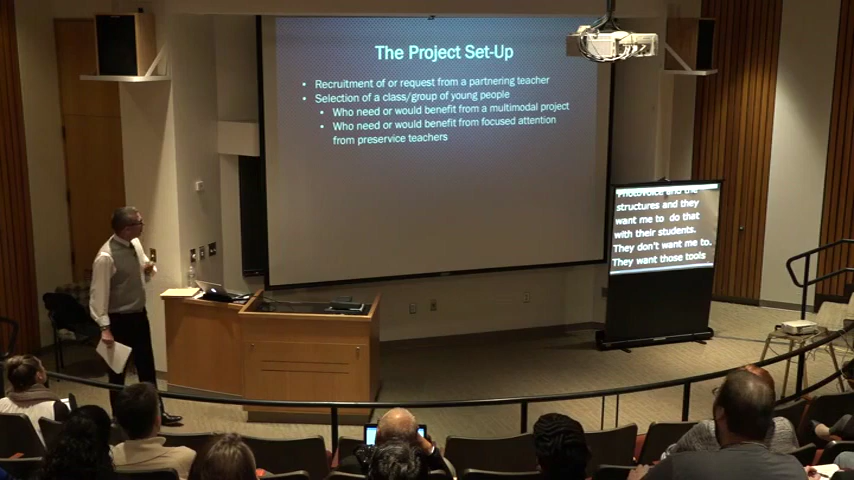 The Project Set-Up
• Recruitment of or request from a partnering teacher
• Selection of a class/group of young people
• Who need or would benefit from a multimodal project
• Who need or would benefit from focused attention
from preservice teachers
Photovoice and the
structures and they
want me to do that
with their students.
They don't want me to.
They want those tools